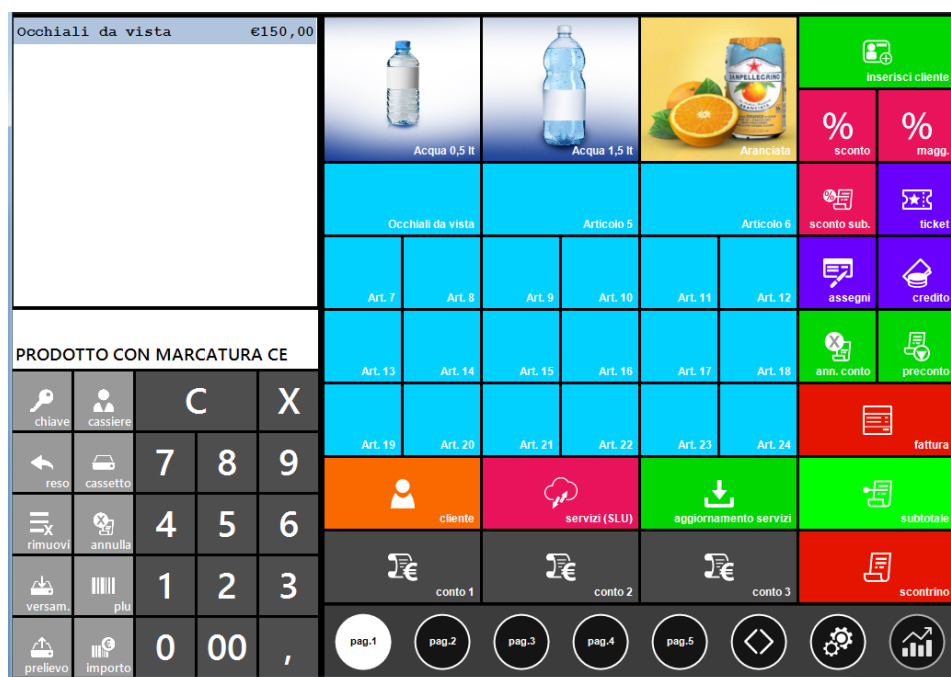 Occhiali da vista €150,00
PRODOTTO CON MARCATURA CE
chiave
cassiere
C
X
reso
cassetto
7
8
9
rimuovi
annulla
4
5
6
versam.
plu
1
2
3
prelievo
importo
0
00
,
Acqua 0,5 lt
Acqua 1,5 lt
SANPELLEGRINO
Aranciata
Occhiali da vista
Articolo 5
Articolo 6
Art. 7
Art. 8
Art. 9
Art. 10
Art. 11
Art. 12
Art. 13
Art. 14
Art. 15
Art. 16
Art. 17
Art. 18
Art. 19
Art. 20
Art. 21
Art. 22
Art. 23
Art. 24
cliente
servizi (SLU)
aggiornamento servizi
conto 1
conto 2
conto 3
inserisci cliente
%
sconto
%
magg.
sconto sub.
ticket
assegni
credito
ann. conto
preconto
fattura
subtotale
scontrino
pag.1
pag.2
pag.3
pag.4
pag.5